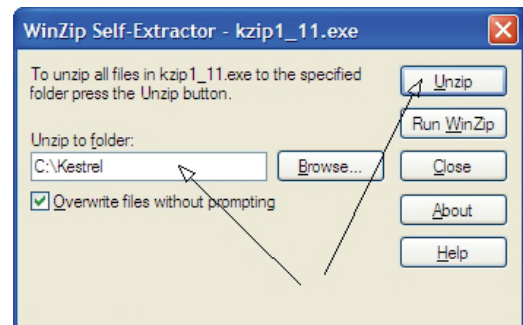 WinZip Self-Extractor - kzip1_11.exe
To unzip all files in kzip1_11.exe to the specified
folder press the Unzip button.
Unzip to folder:
C:\Kestrel
Browse...
Overwrite files without prompting
Unzip
Run WinZip
Close
About
Help